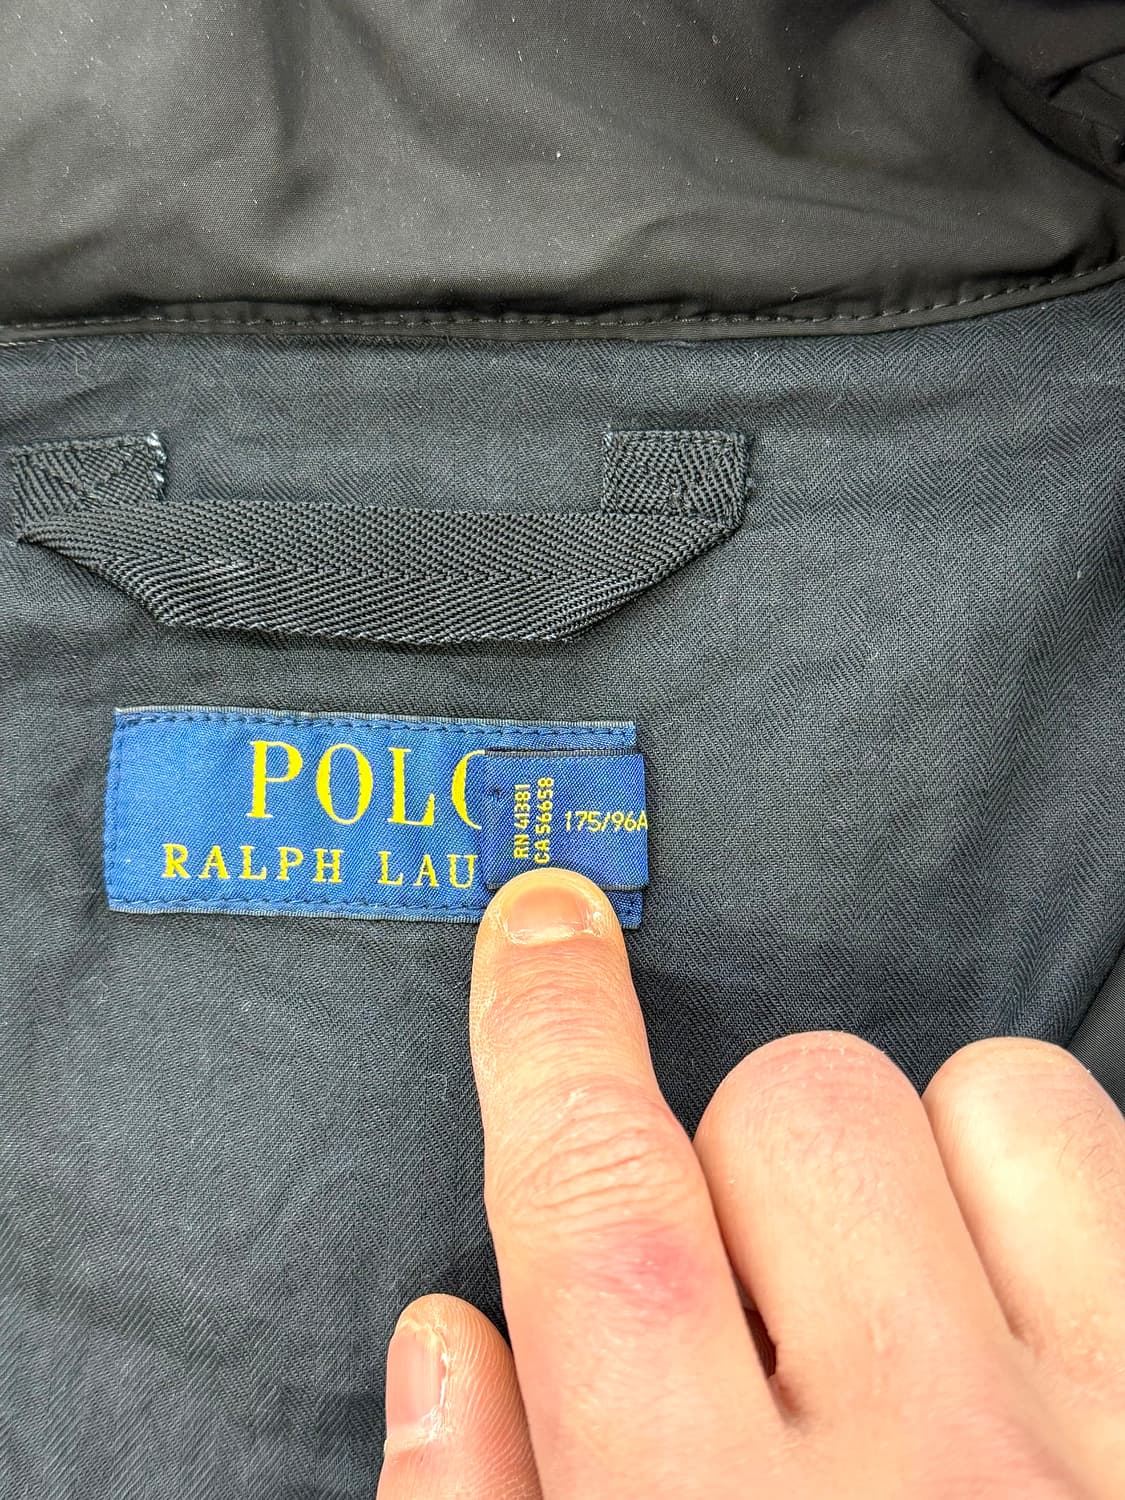 POLO
RALPH LAU
RN 41381
CA 56658
175/96A